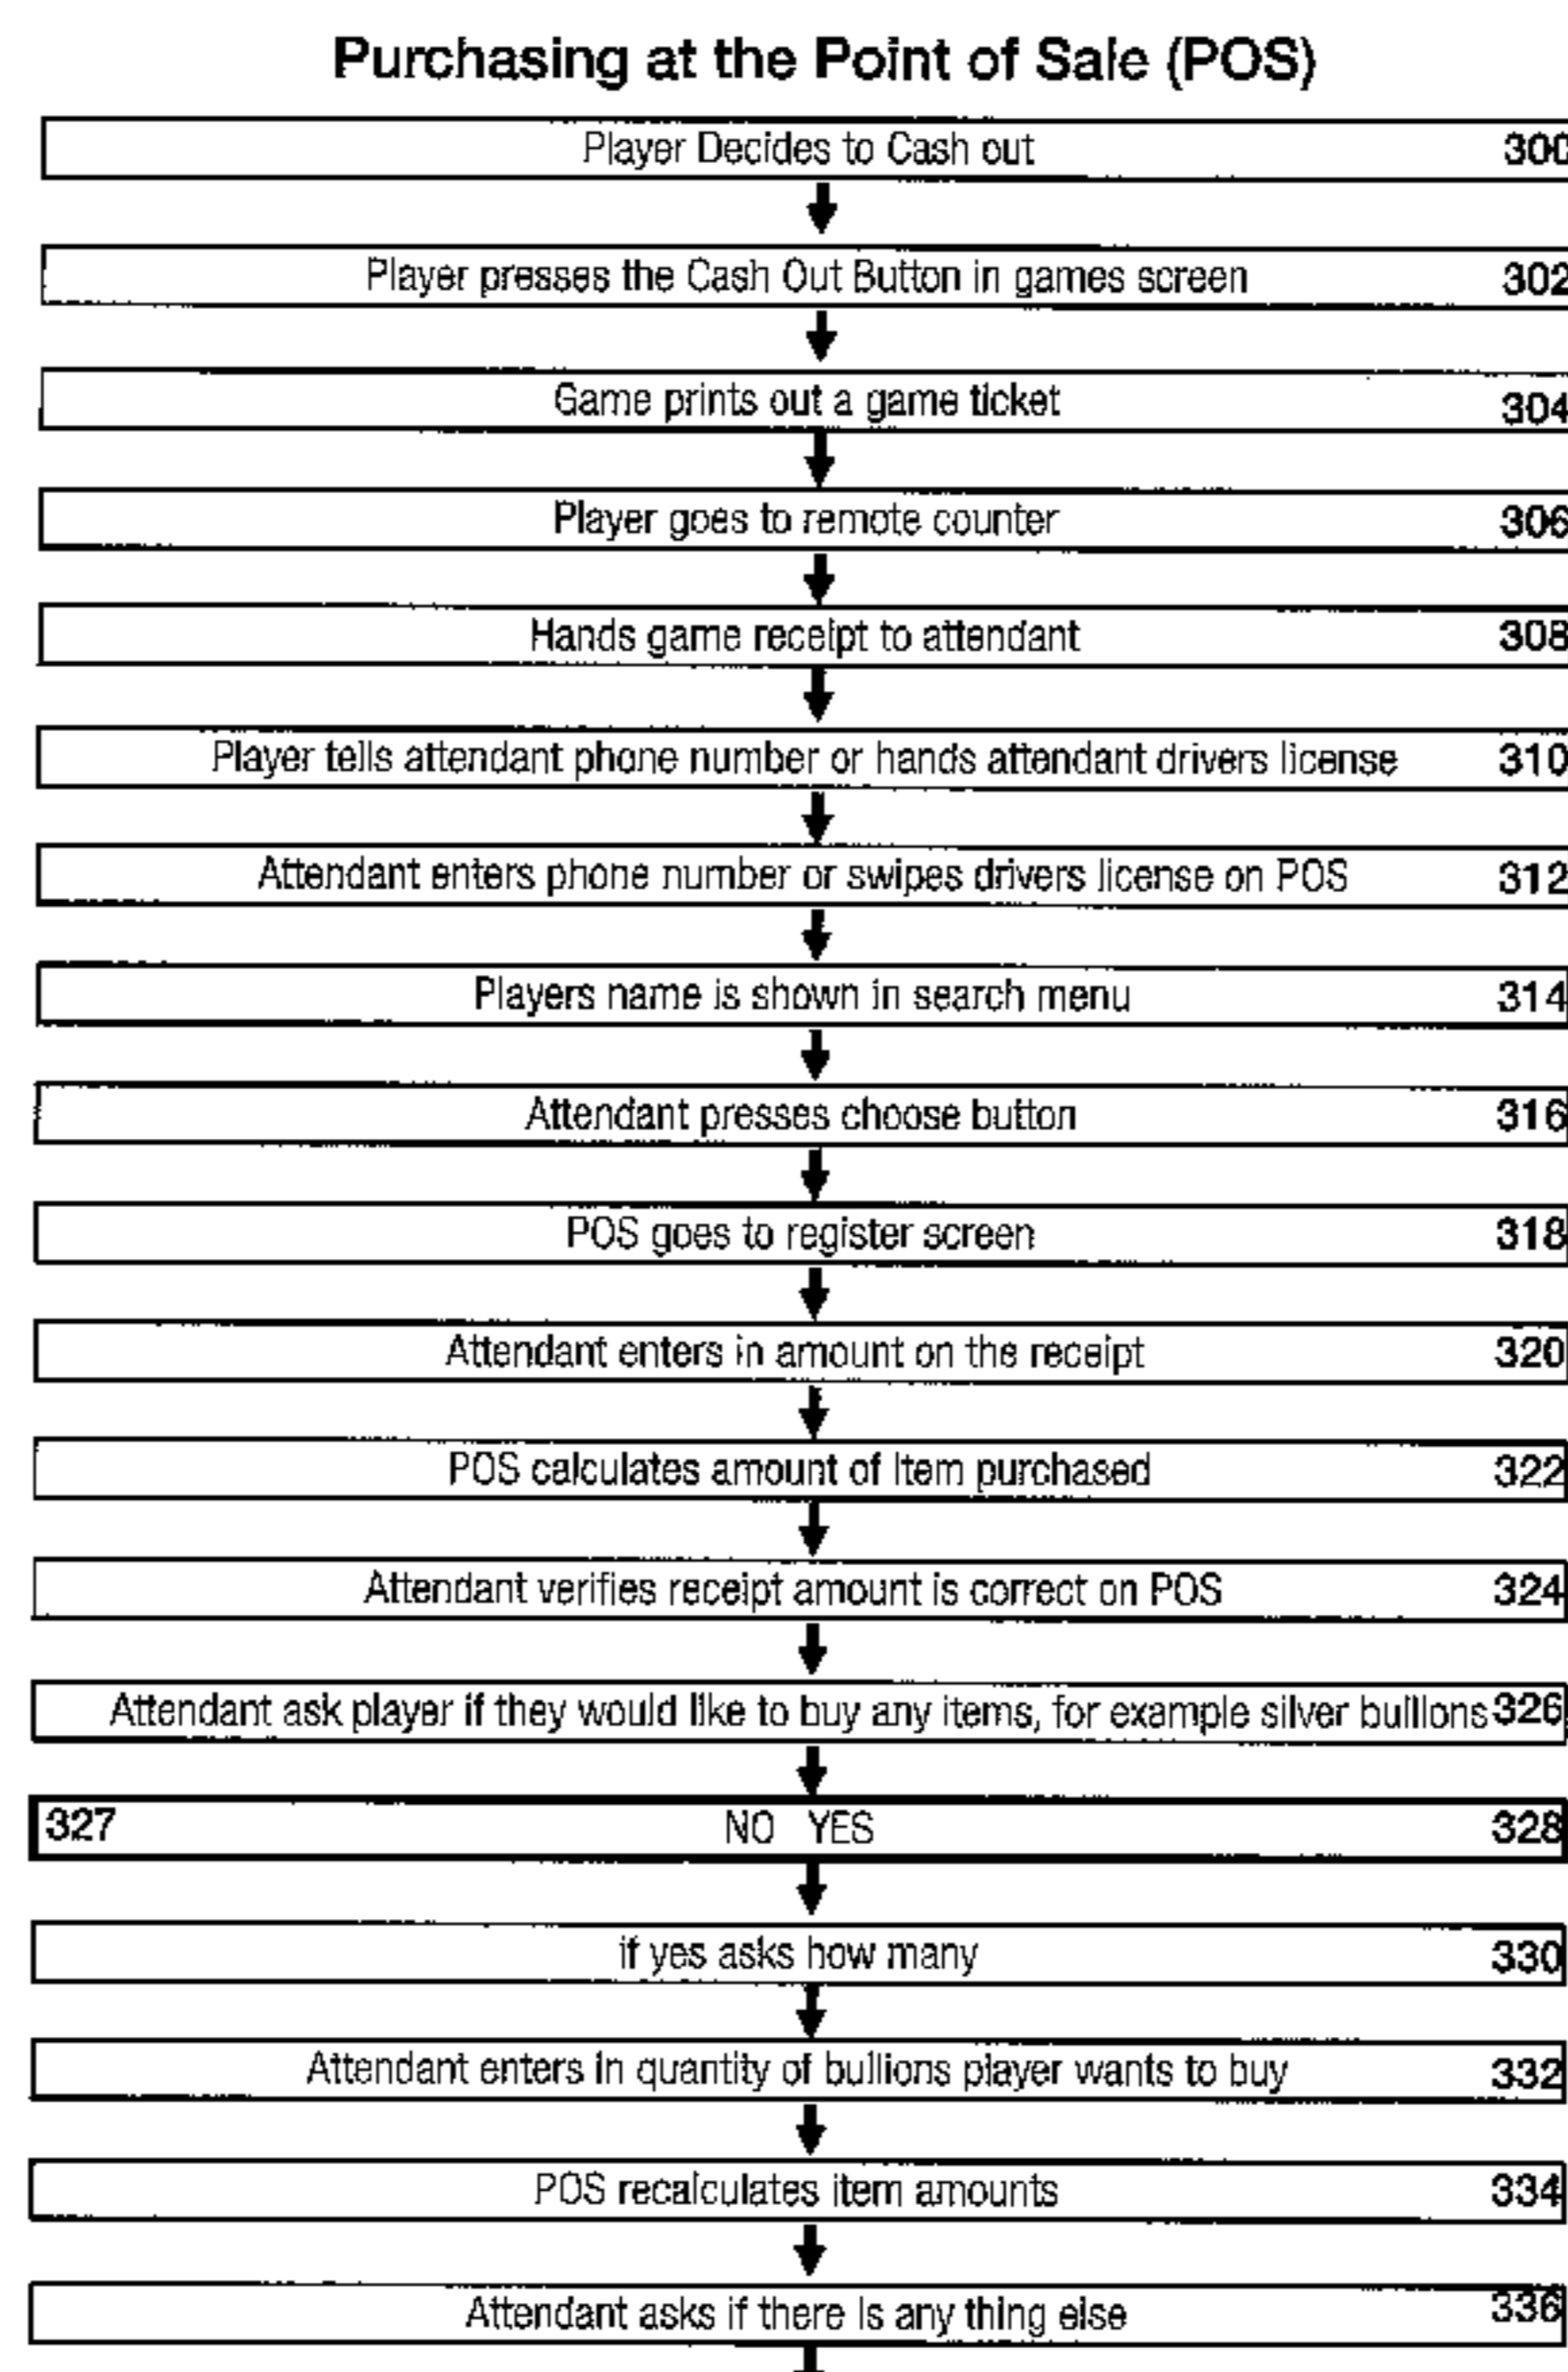 Purchasing at the Point of Sale (POS)
Player Decides to Cash out 300
Player presses the Cash Out Button in games screen 302
Game prints out a game ticket 304
Player goes to remote counter 306
Hands game receipt to attendant 308
Player tells attendant phone number or hands attendant drivers license 310
Attendant enters phone number or swipes drivers license on POS 312
Players name is shown in search menu 314
Attendant presses choose button 316
POS goes to register screen 318
Attendant enters in amount on the receipt 320
POS calculates amount of item purchased 322
Attendant verifies receipt amount is correct on POS 324
Attendant ask player if they would like to buy any items, for example silver bullions 326
327 NO YES 328
if yes asks how many 330
Attendant enters in quantity of bullions player wants to buy 332
POS recalculates item amounts 334
Attendant asks if there is any thing else 336